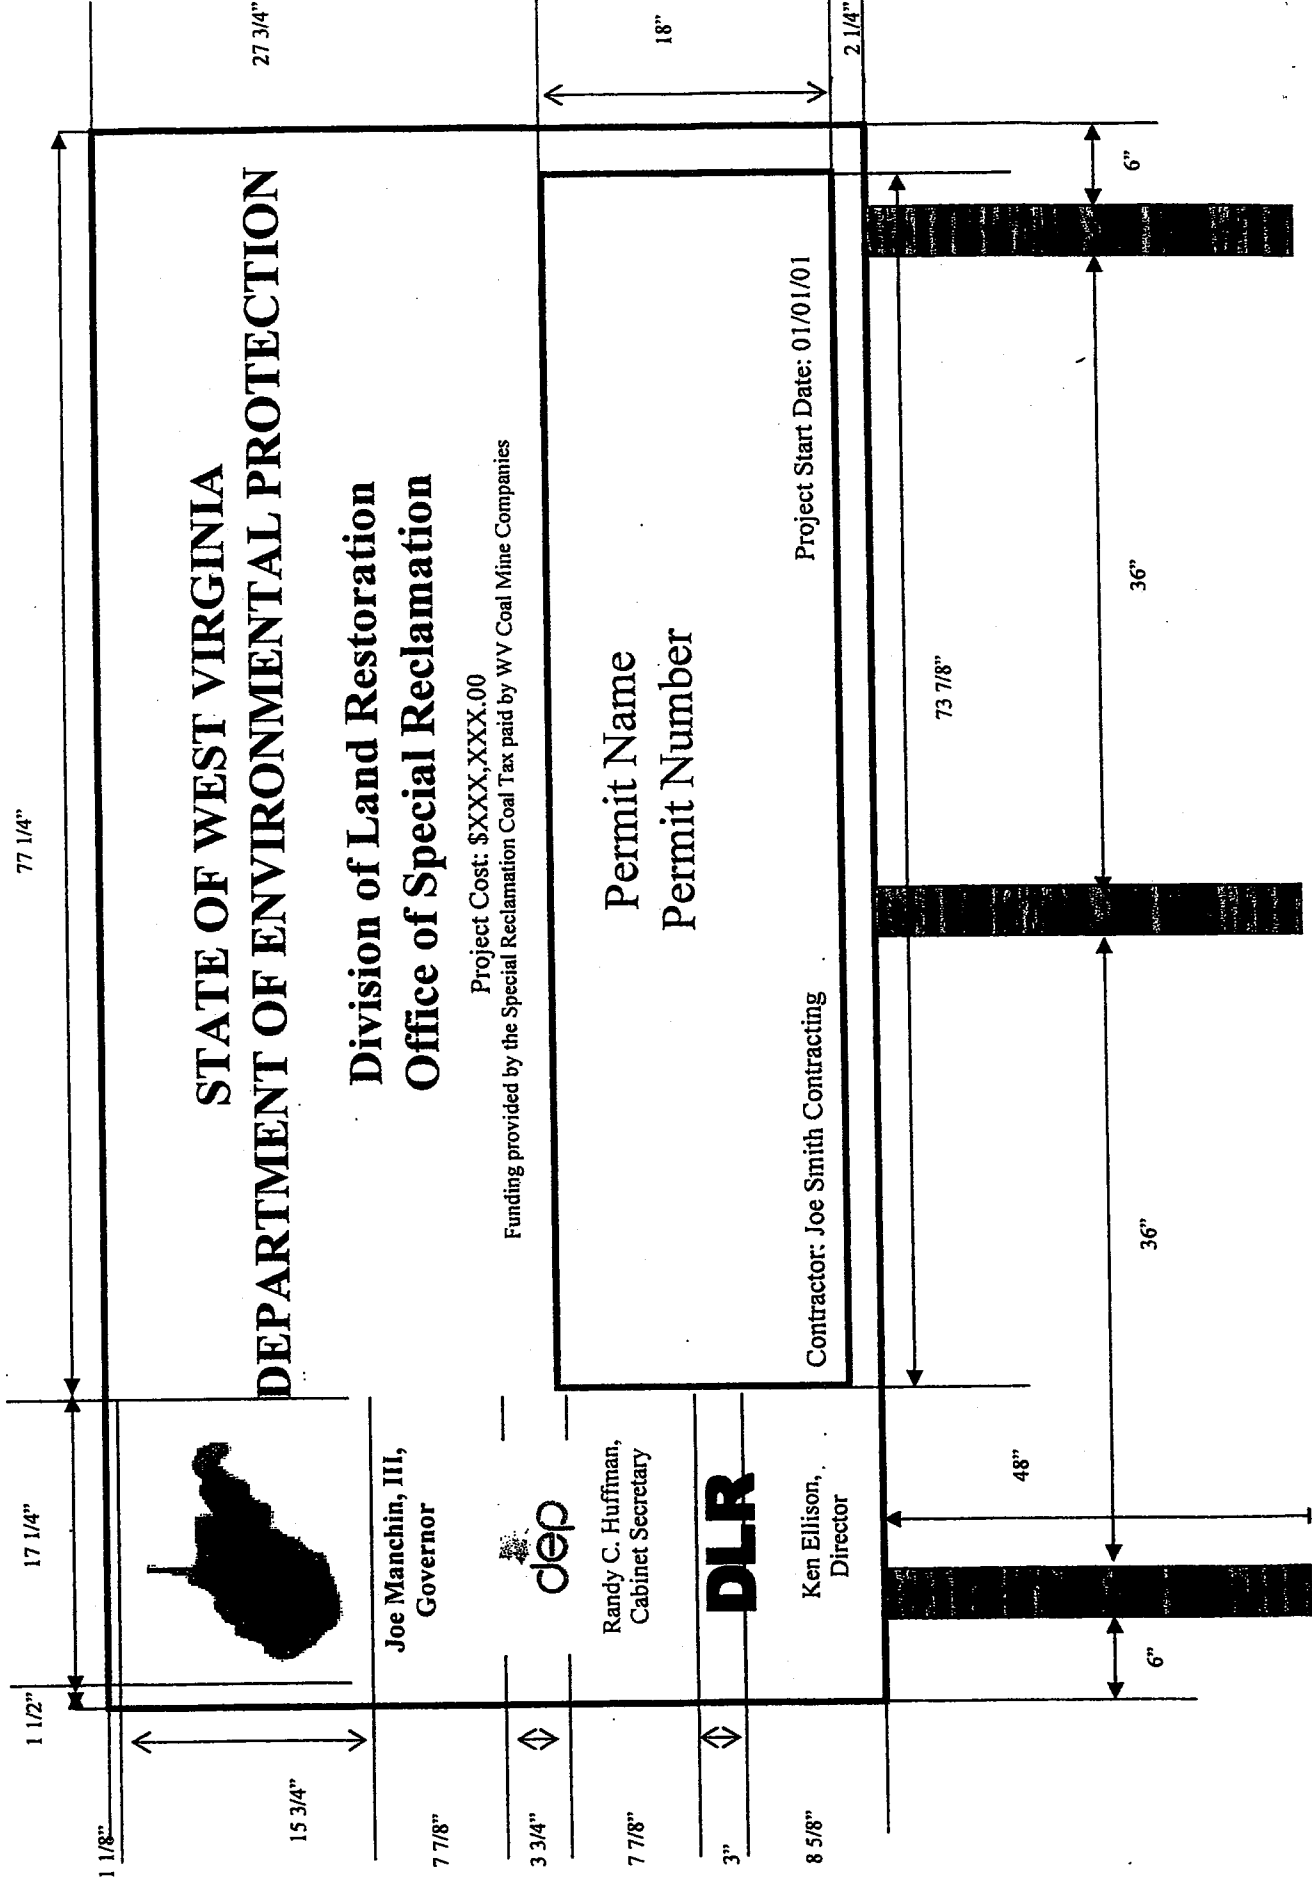 77 1/4”
17 1/4”
1 1/2”
1 1/8”
15 3/4”
7 7/8”
3 3/4”
7 7/8”
3”
8 5/8”
27 3/4”
18”
2 1/4”
STATE OF WEST VIRGINIA
DEPARTMENT OF ENVIRONMENTAL PROTECTION
Division of Land Restoration
Office of Special Reclamation
Project Cost: $XXX,XXX.00
Funding provided by the Special Reclamation Coal Tax paid by WV Coal Mine Companies
Joe Manchin, III,
Governor
dep
Randy C. Huffman,
Cabinet Secretary
DLR
Ken Ellison,
Director
Permit Name
Permit Number
Contractor: Joe Smith Contracting
Project Start Date: 01/01/01
73 7/8”
48”
6”
36”
36”
6”